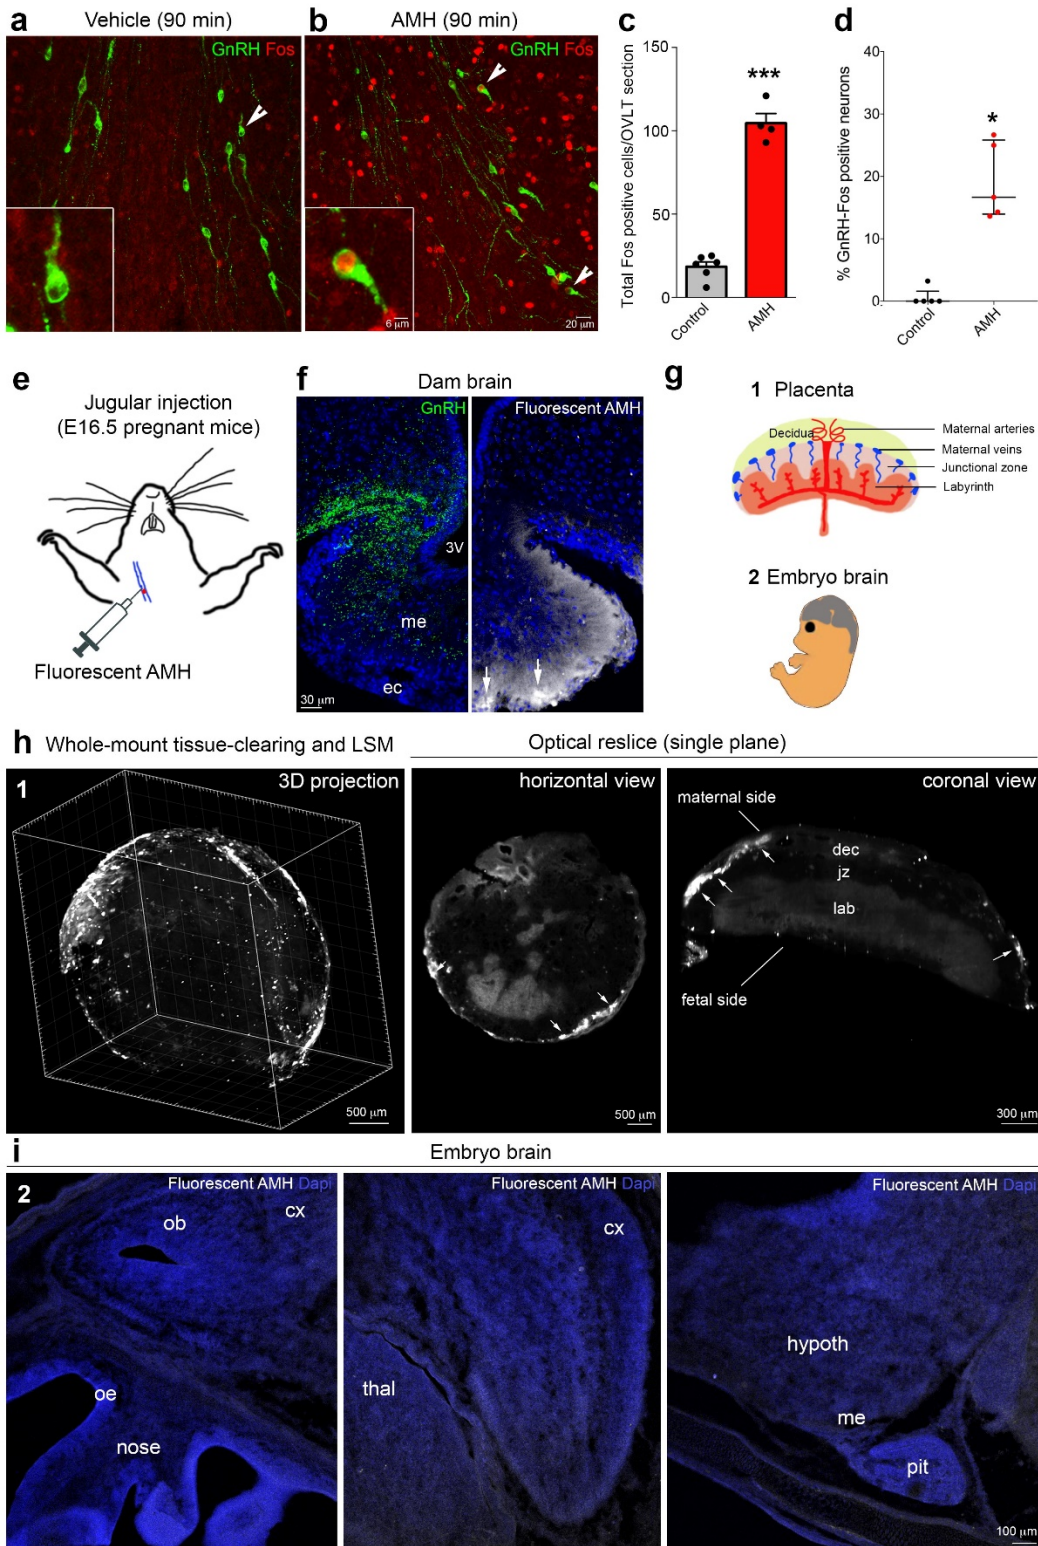 a Vehicle (90 min)
GnRH Fos
b AMH (90 min)
GnRH Fos
6 μm
20 μm
c
Total Fos positive cells/OVLT section
150
100
50
0
***
Control
AMH
d
% GnRH-Fos positive neurons
40
30
20
10
0
*
Control
AMH
e
Jugular injection
(E16.5 pregnant mice)
Fluorescent AMH
f Dam brain
GnRH
3V
me
ec
30 μm
Fluorescent AMH
g
1 Placenta
Decidua
Maternal arteries
Maternal veins
Junctional zone
Labyrinth
2 Embryo brain
h Whole-mount tissue-clearing and LSM
Optical reslice (single plane)
1
3D projection
500 μm
horizontal view
500 μm
coronal view
maternal side
dec
jz
lab
fetal side
300 μm
i
Embryo brain
2
Fluorescent AMH Dapi
ob
cx
oe
nose
Fluorescent AMH Dapi
cx
thal
Fluorescent AMH Dapi
hypoth
me
pit
100 μm